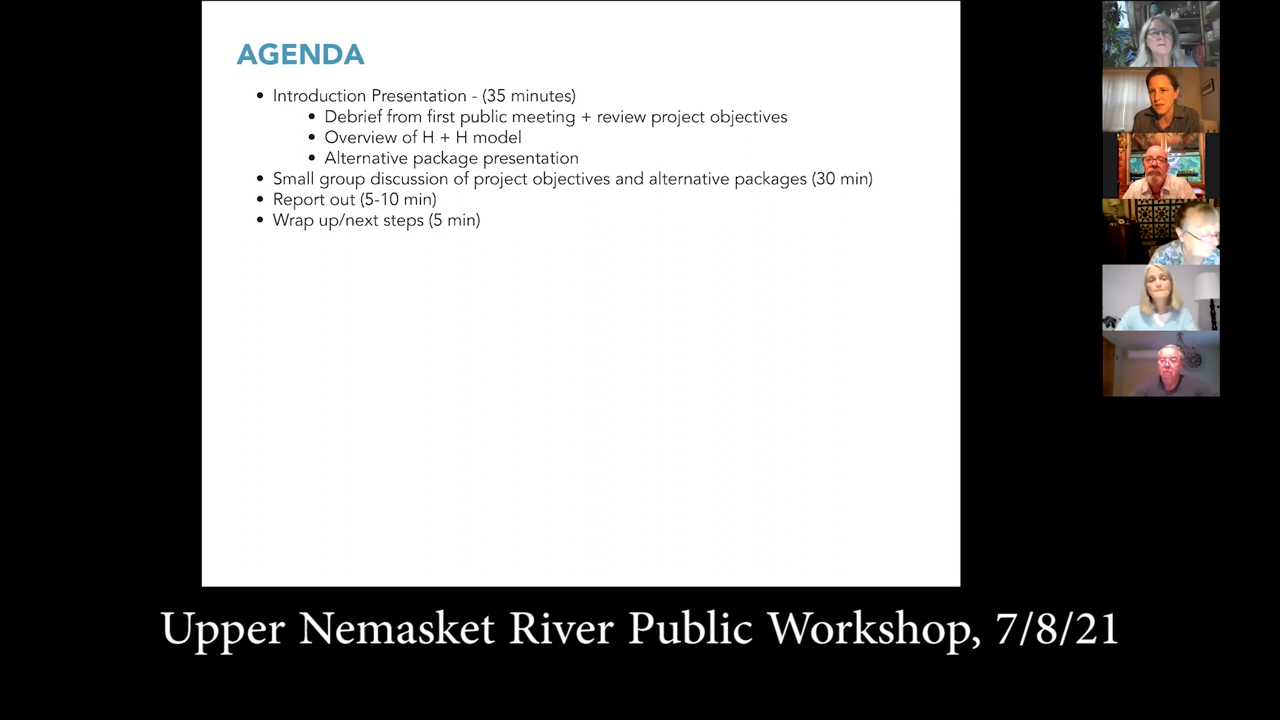 AGENDA
• Introduction Presentation - (35 minutes)
• Debrief from first public meeting + review project objectives
• Overview of H + H model
• Alternative package presentation
• Small group discussion of project objectives and alternative packages (30 min)
• Report out (5-10 min)
• Wrap up/next steps (5 min)
Upper Nemasket River Public Workshop, 7/8/21